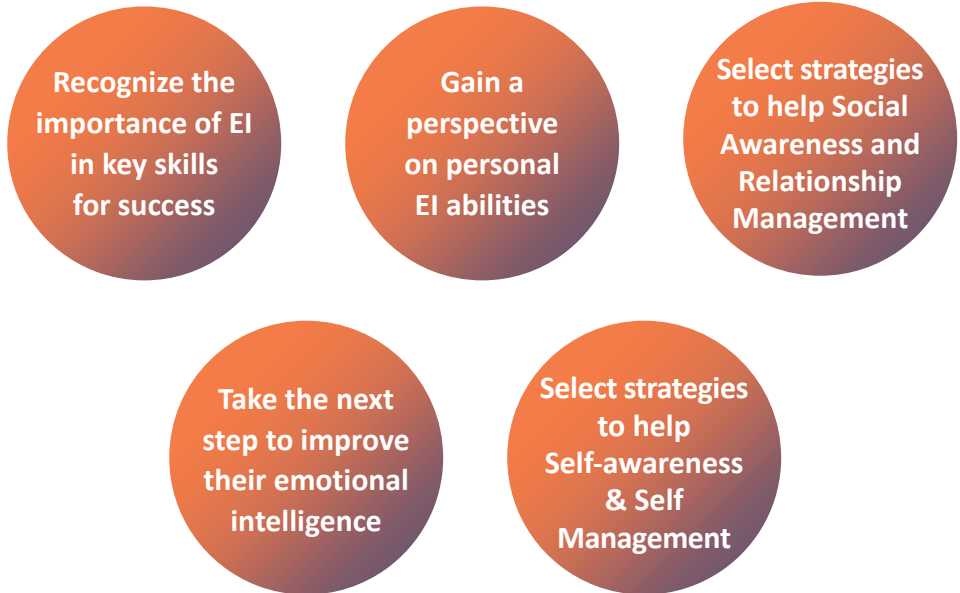 Recognize the
importance of EI
in key skills
for success
Gain a
perspective
on personal
EI abilities
Select strategies
to help Social
Awareness and
Relationship
Management
Take the next
step to improve
their emotional
intelligence
Select strategies
to help
Self-awareness
& Self
Management